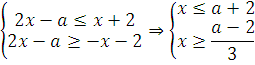 {2x-a ≤ x+2
2x-a ≥ -x-2 ⇒ {x ≤ a+2
x ≥ (a-2)/3